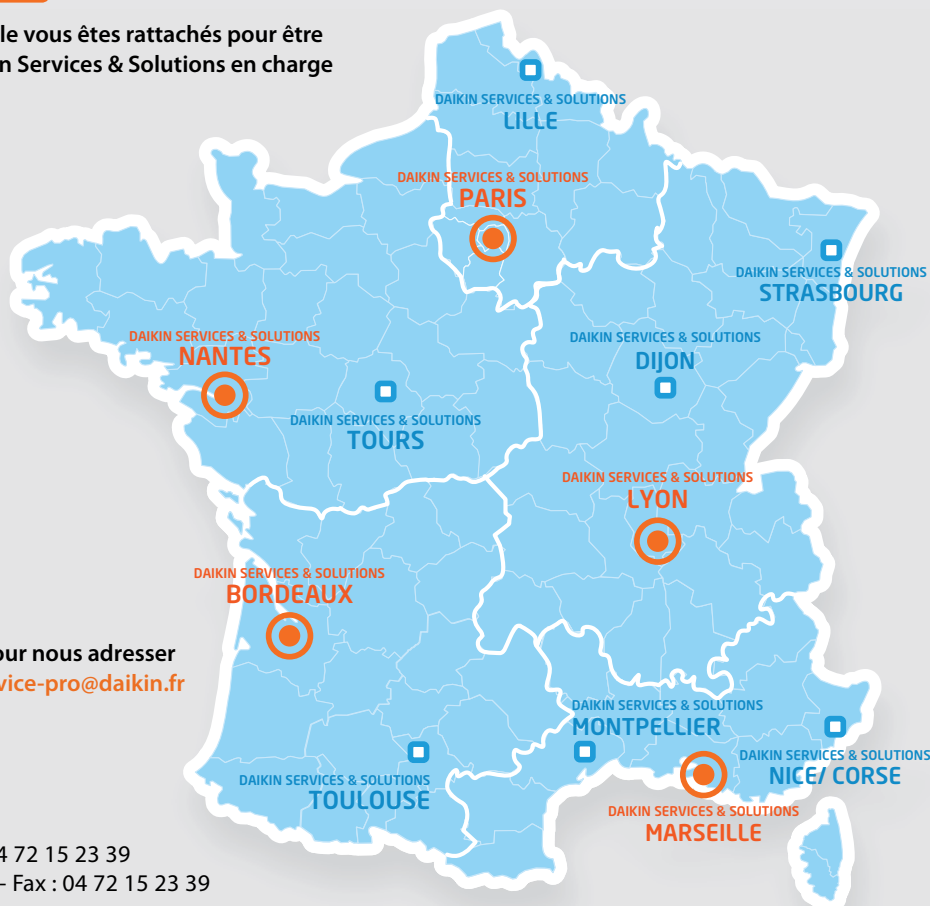 le vous êtes rattachés pour être
n Services & Solutions en charge
DAIKIN SERVICES & SOLUTIONS
LILLE
DAIKIN SERVICES & SOLUTIONS
PARIS
DAIKIN SERVICES & SOLUTIONS
STRASBOURG
DAIKIN SERVICES & SOLUTIONS
NANTES
DAIKIN SERVICES & SOLUTIONS
DIJON
DAIKIN SERVICES & SOLUTIONS
TOURS
DAIKIN SERVICES & SOLUTIONS
LYON
DAIKIN SERVICES & SOLUTIONS
BORDEAUX
our nous adresser
vice-pro@daikin.fr
DAIKIN SERVICES & SOLUTIONS
MONTPELLIER
DAIKIN SERVICES & SOLUTIONS
NICE/ CORSE
DAIKIN SERVICES & SOLUTIONS
TOULOUSE
DAIKIN SERVICES & SOLUTIONS
MARSEILLE
4 72 15 23 39
– Fax : 04 72 15 23 39